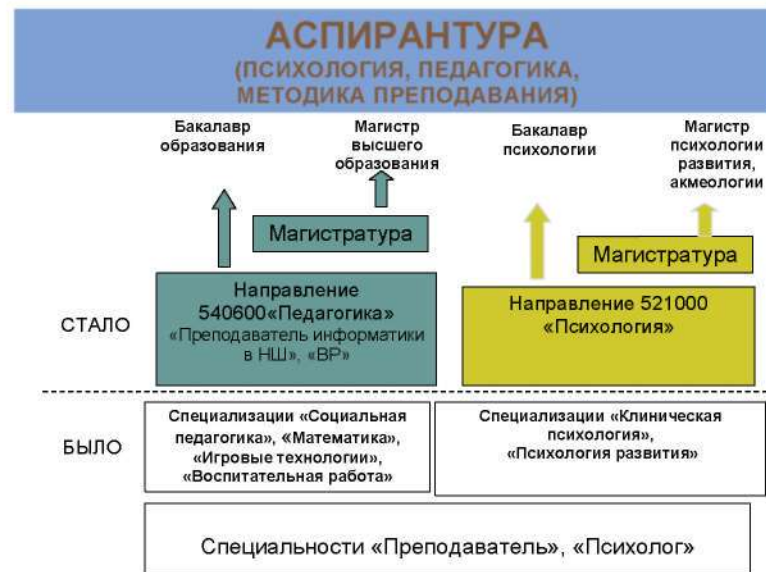 АСПИРАНТУРА
(ПСИХОЛОГИЯ, ПЕДАГОГИКА,
МЕТОДИКА ПРЕПОДАВАНИЯ)
Бакалавр
образования
Магистр
высшего
образования
Бакалавр
психологии
Магистр
психологии
развития,
акмеологии
Магистратура
Магистратура
СТАЛО
Направление
540600«Педагогика»
«Преподаватель информатики
в НШ», «ВР»
Направление 521000
«Психология»
БЫЛО
Специализации «Социальная
педагогика», «Математика»,
«Игровые технологии»,
«Воспитательная работа»
Специализации «Клиническая
психология»,
«Психология развития»
Специальности «Преподаватель», «Психолог»